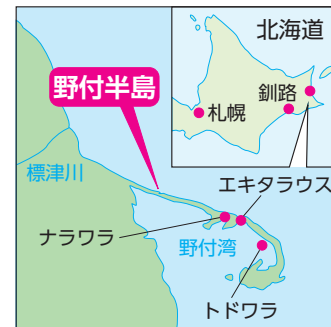 北海道
野付半島
釧路
札幌
標津川
エキタラウス
ナラワラ
野付湾
トドワラ